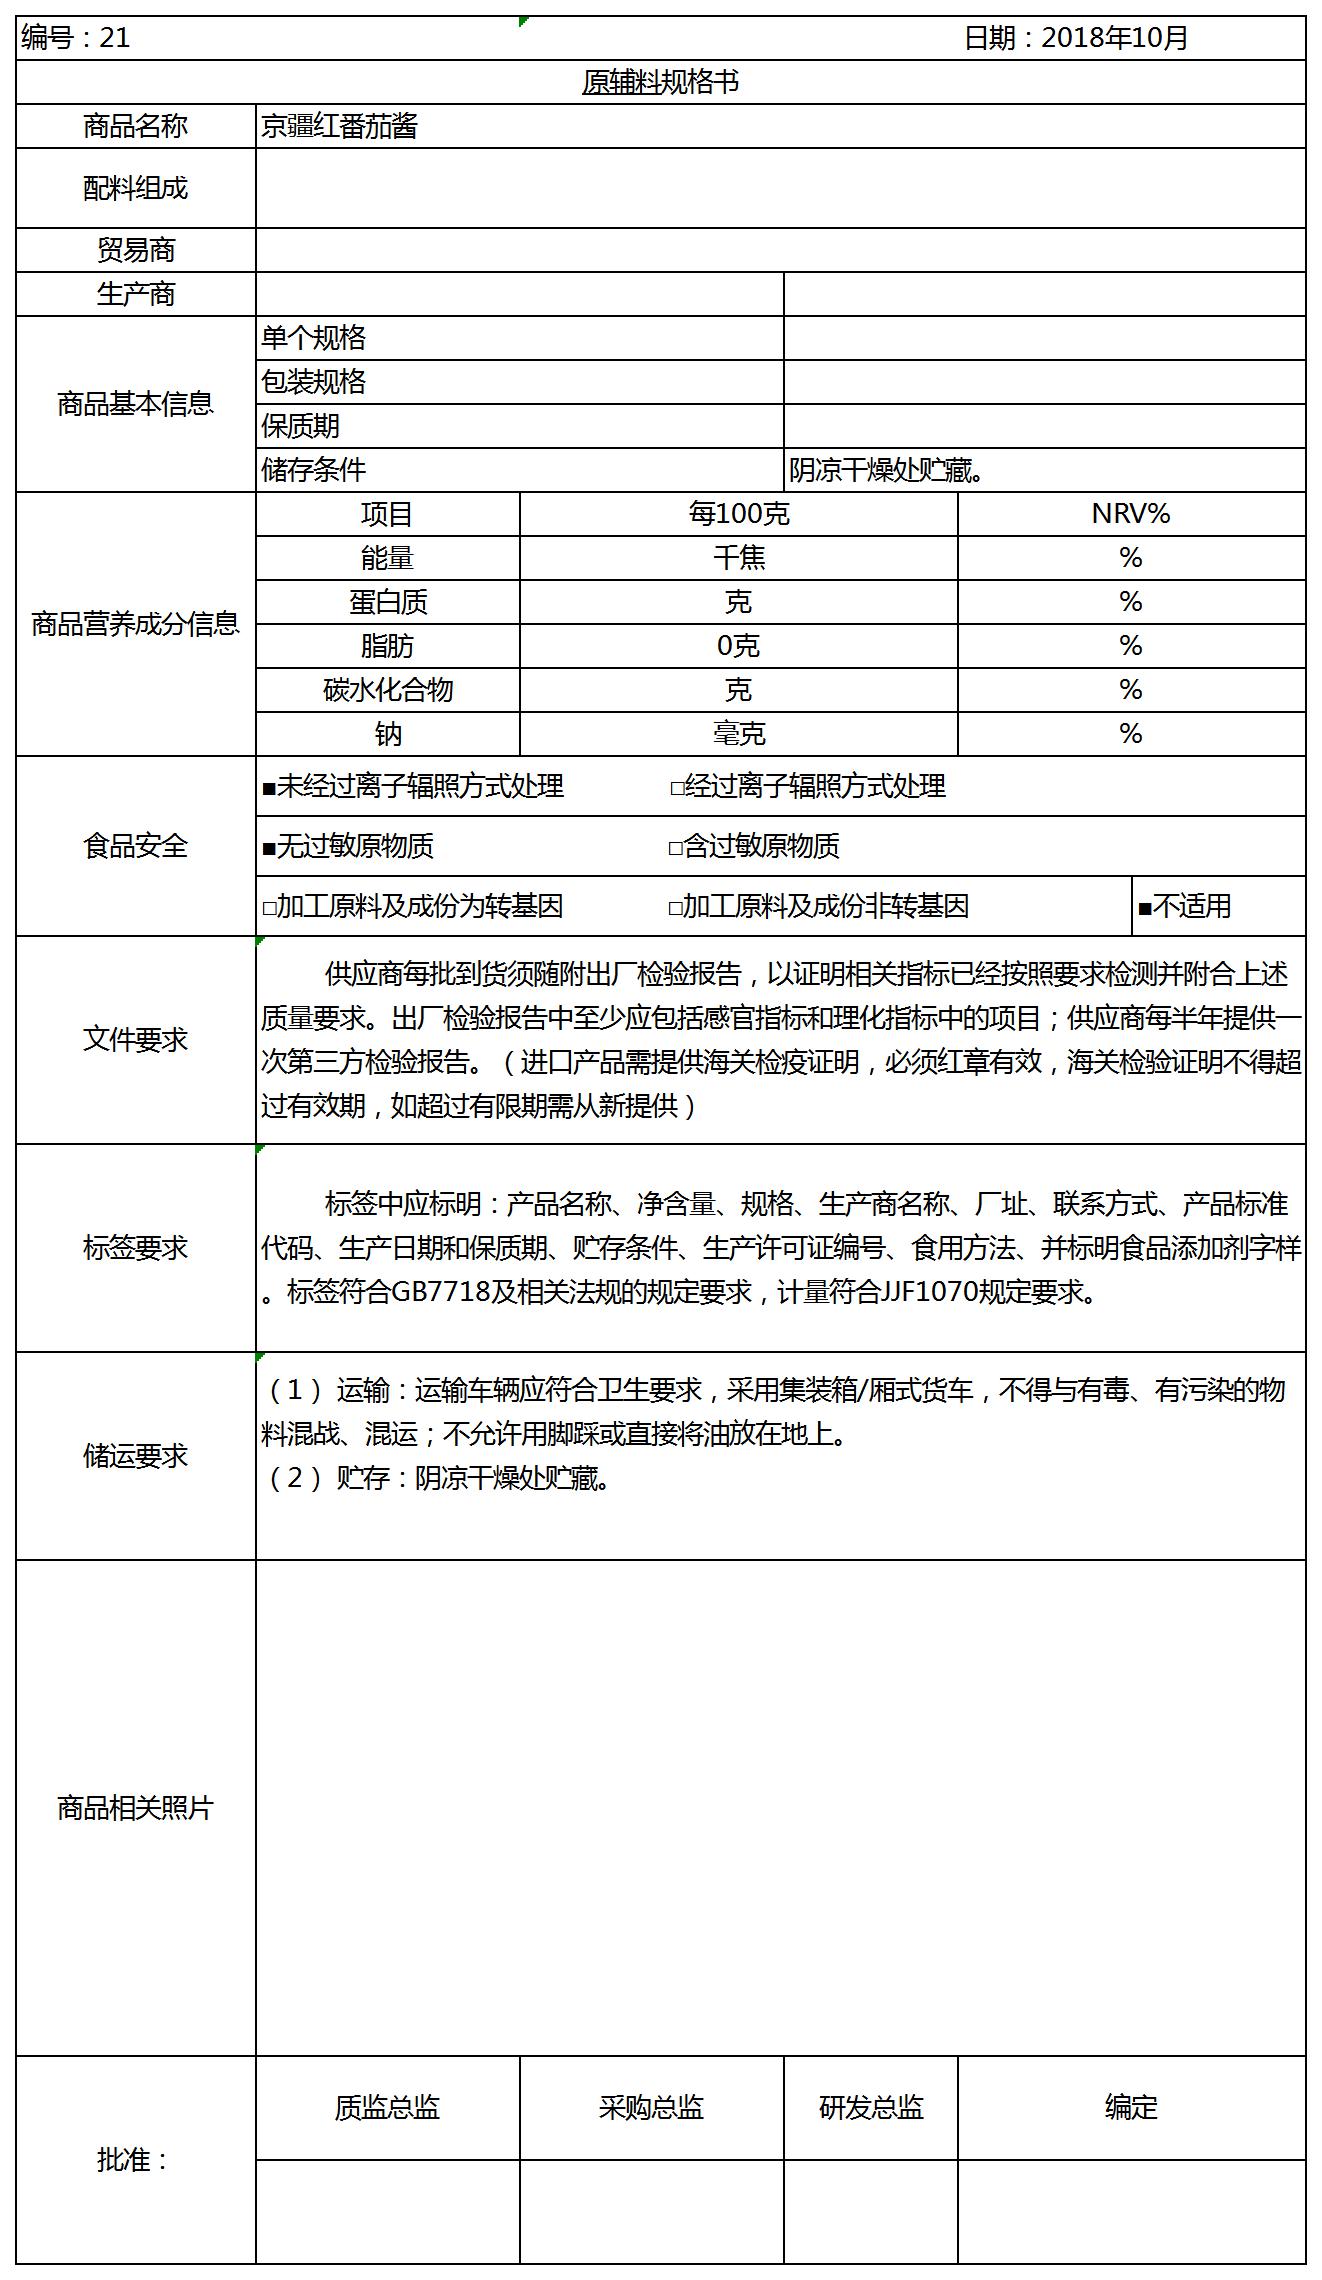 编号：21 日期：2018年10月
原辅料规格书
商品名称 京疆红番茄酱
配料组成
贸易商
生产商
商品基本信息
单个规格
包装规格
保质期
储存条件 阴凉干燥处贮藏。
商品营养成分信息
项目 每100克 NRV%
能量 千焦 %
蛋白质 克 %
脂肪 0克 %
碳水化合物 克 %
钠 毫克 %
食品安全
■未经过离子辐照方式处理 □经过离子辐照方式处理
■无过敏原物质 □含过敏原物质
□加工原料及成份为转基因 □加工原料及成份非转基因 ■不适用
文件要求
供应商每批到货须随附出厂检验报告，以证明相关指标已经按照要求检测并附合上述
质量要求。出厂检验报告中至少应包括感官指标和理化指标中的项目；供应商每半年提供一
次第三方检验报告。（进口产品需提供海关检疫证明，必须红章有效，海关检验证明不得超
过有效期，如超过有限期需从新提供）
标签要求
标签中应标明：产品名称、净含量、规格、生产商名称、厂址、联系方式、产品标准
代码、生产日期和保质期、贮存条件、生产许可证编号、食用方法、并标明食品添加剂字样
。标签符合GB7718及相关法规的规定要求，计量符合JJF1070规定要求。
储运要求
（1）运输：运输车辆应符合卫生要求，采用集装箱/厢式货车，不得与有毒、有污染的物
料混战、混运；不允许用脚踩或直接将油放在地上。
（2）贮存：阴凉干燥处贮藏。
商品相关照片
批准：
质监总监 采购总监 研发总监 编定